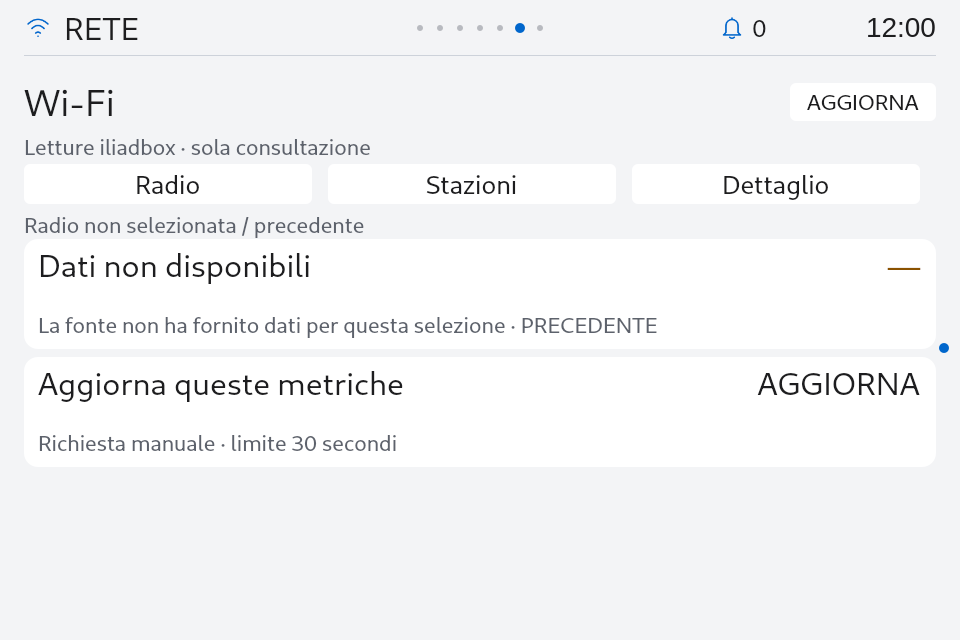 RETE 0 12:00
Wi-Fi AGGIORNA
Letture iliadbox · sola consultazione
Radio Stazioni Dettaglio
Radio non selezionata / precedente
Dati non disponibili —
La fonte non ha fornito dati per questa selezione · PRECEDENTE
Aggiorna queste metriche AGGIORNA
Richiesta manuale · limite 30 secondi